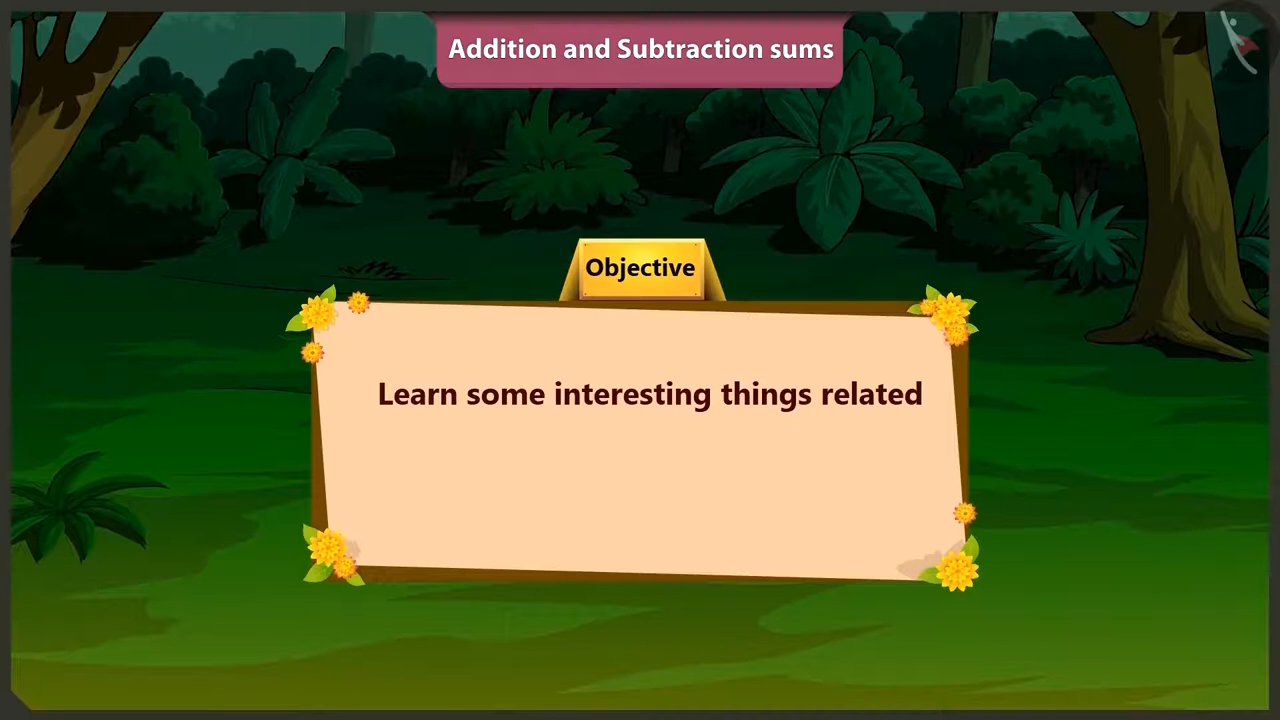 Addition and Subtraction sums
Objective
Learn some interesting things related